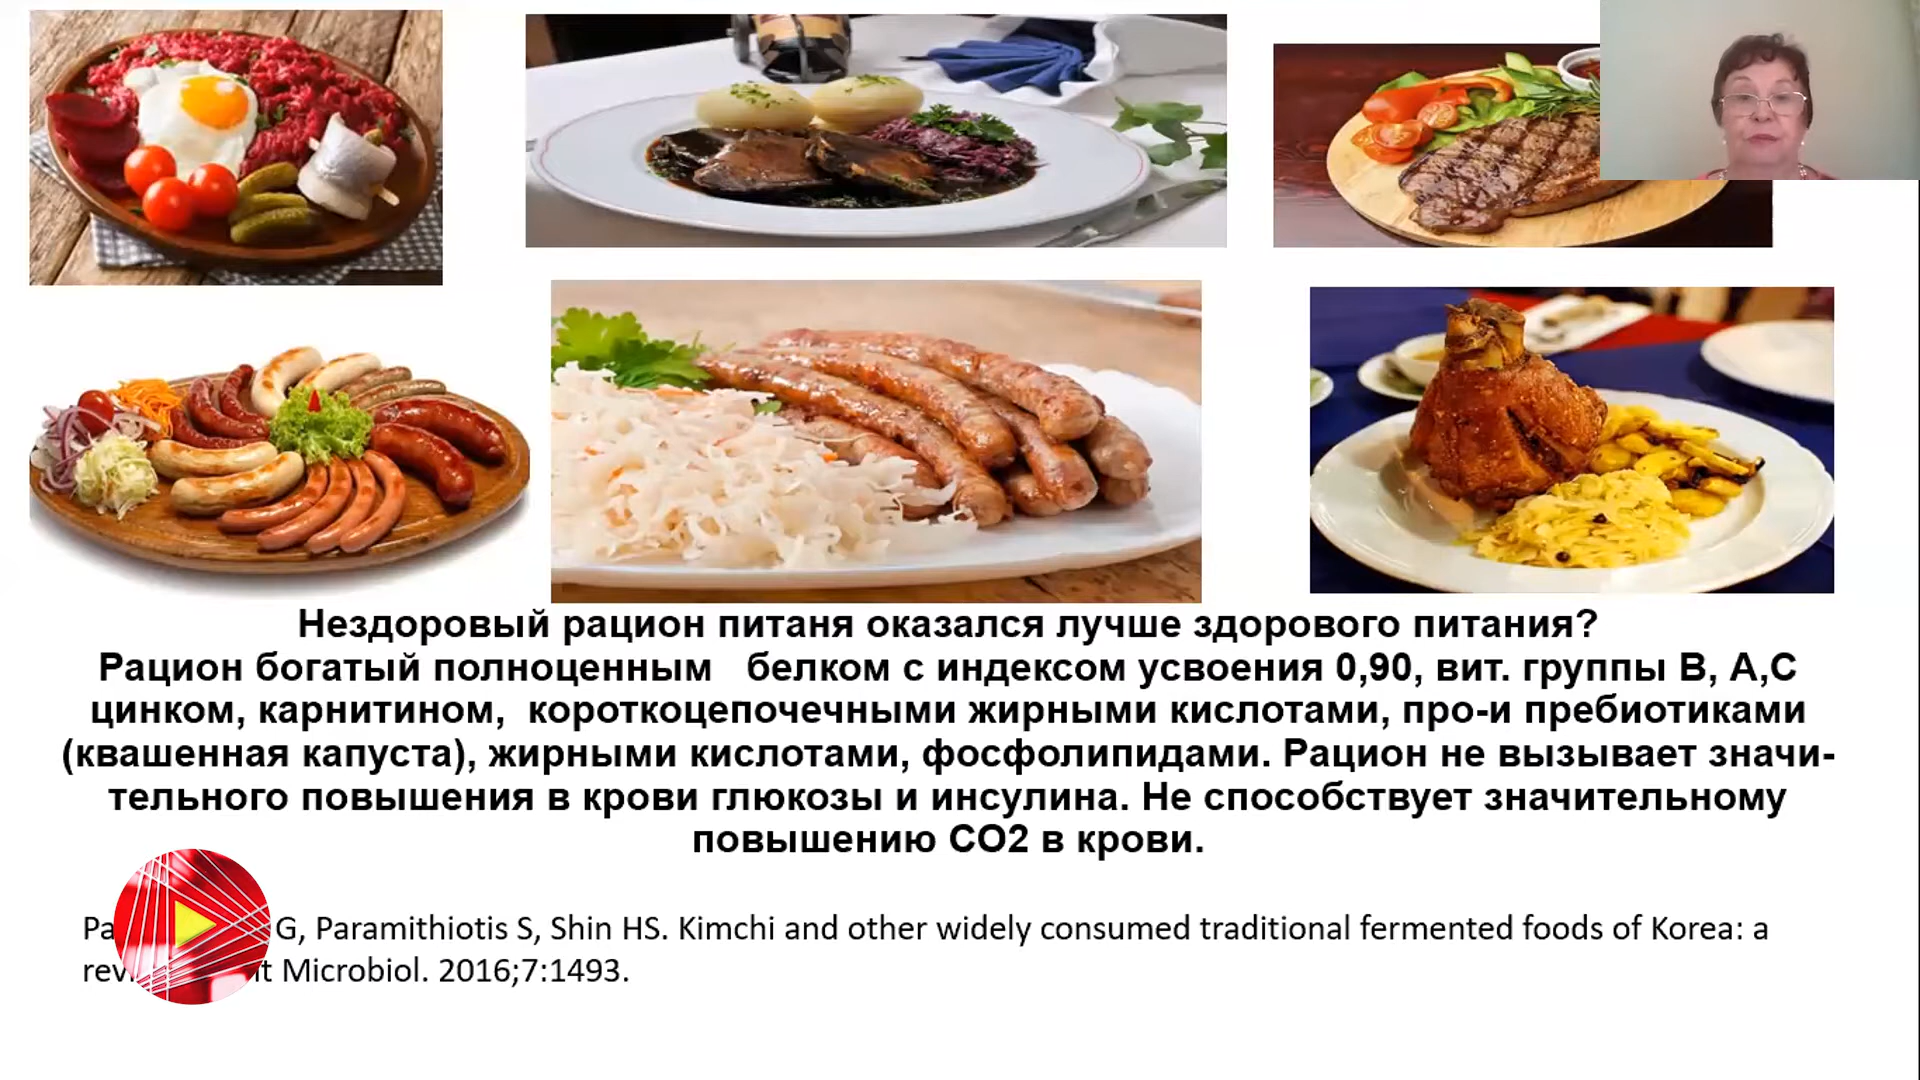 Нездоровый рацион питаня оказался лучше здорового питания?
Рацион богатый полноценным белком с индексом усвоения 0,90, вит. группы В, А,С
цинком, карнитином, короткоцепочечными жирными кислотами, про-и пребиотиками
(квашенная капуста), жирными кислотами, фосфолипидами. Рацион не вызывает значи-
тельного повышения в крови глюкозы и инсулина. Не способствует значительному
повышению СО2 в крови.
G, Paramithiotis S, Shin HS. Kimchi and other widely consumed traditional fermented foods of Korea: a
Microbiol. 2016;7:1493.